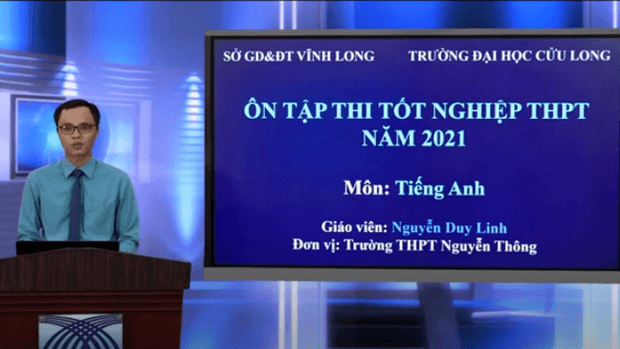 SỞ GD&ĐT VĨNH LONG TRƯỜNG ĐẠI HỌC CỬU LONG
ÔN TẬP THI TỐT NGHIỆP THPT
NĂM 2021
Môn: Tiếng Anh
Giáo viên: Nguyễn Duy Linh
Đơn vị: Trường THPT Nguyễn Thông